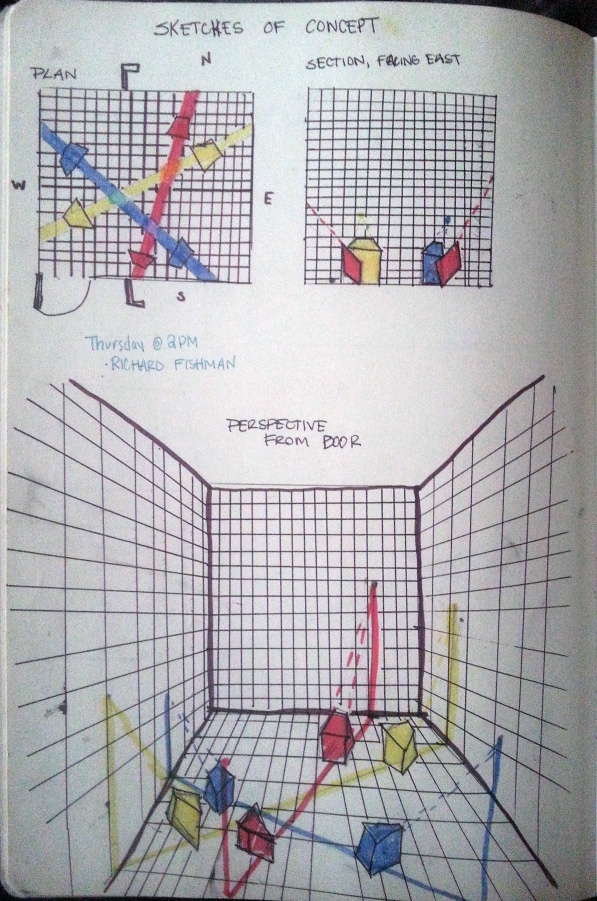 SKETCHES OF CONCEPT
N
PLAN
SECTION, FACING EAST
W
E
S
Thursday @ 2PM
· RICHARD FISHMAN
PERSPECTIVE
FROM DOOR